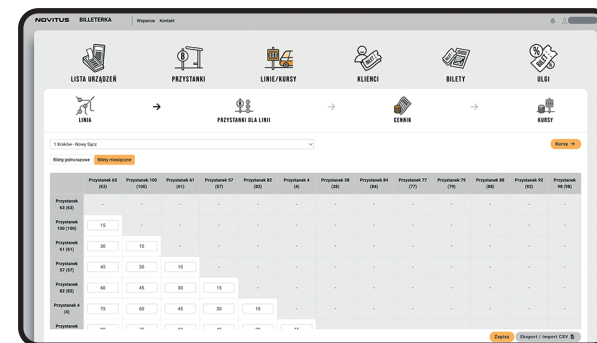 NOVITUS BILLETERKA Wsparcie Kontakt
LISTA URZĄDZEŃ PRZYSTANKI LINIE/KURSY KLIENCI BILETY ULGI
LINIA PRZYSTANKI DLA LINII CENNIK KURSY
1 Kraków - Nowy Sącz Kursy →
Bilety jednorazowe Bilety miesięczne
Przystanek 63 Przystanek 100 Przystanek 61 Przystanek 57 Przystanek 82 Przystanek 4 Przystanek 38 Przystanek 84 Przystanek 77 Przystanek 79 Przystanek 88 Przystanek 92 Przystanek
(63) (100) (61) (57) (82) (4) (38) (84) (77) (79) (88) (92) 98 (98)
Przystanek
63 (63) - - - - - - - - - - - - -
Przystanek
100 (100) 15 - - - - - - - - - - - -
Przystanek
61 (61) 30 15 - - - - - - - - - - -
Przystanek
57 (57) 45 30 15 - - - - - - - - - -
Przystanek
82 (82) 60 45 30 15 - - - - - - - - -
Przystanek 4
(4) 75 60 45 30 15 - - - - - - - -
Przystanek
Zapisz Eksport / Import CSV